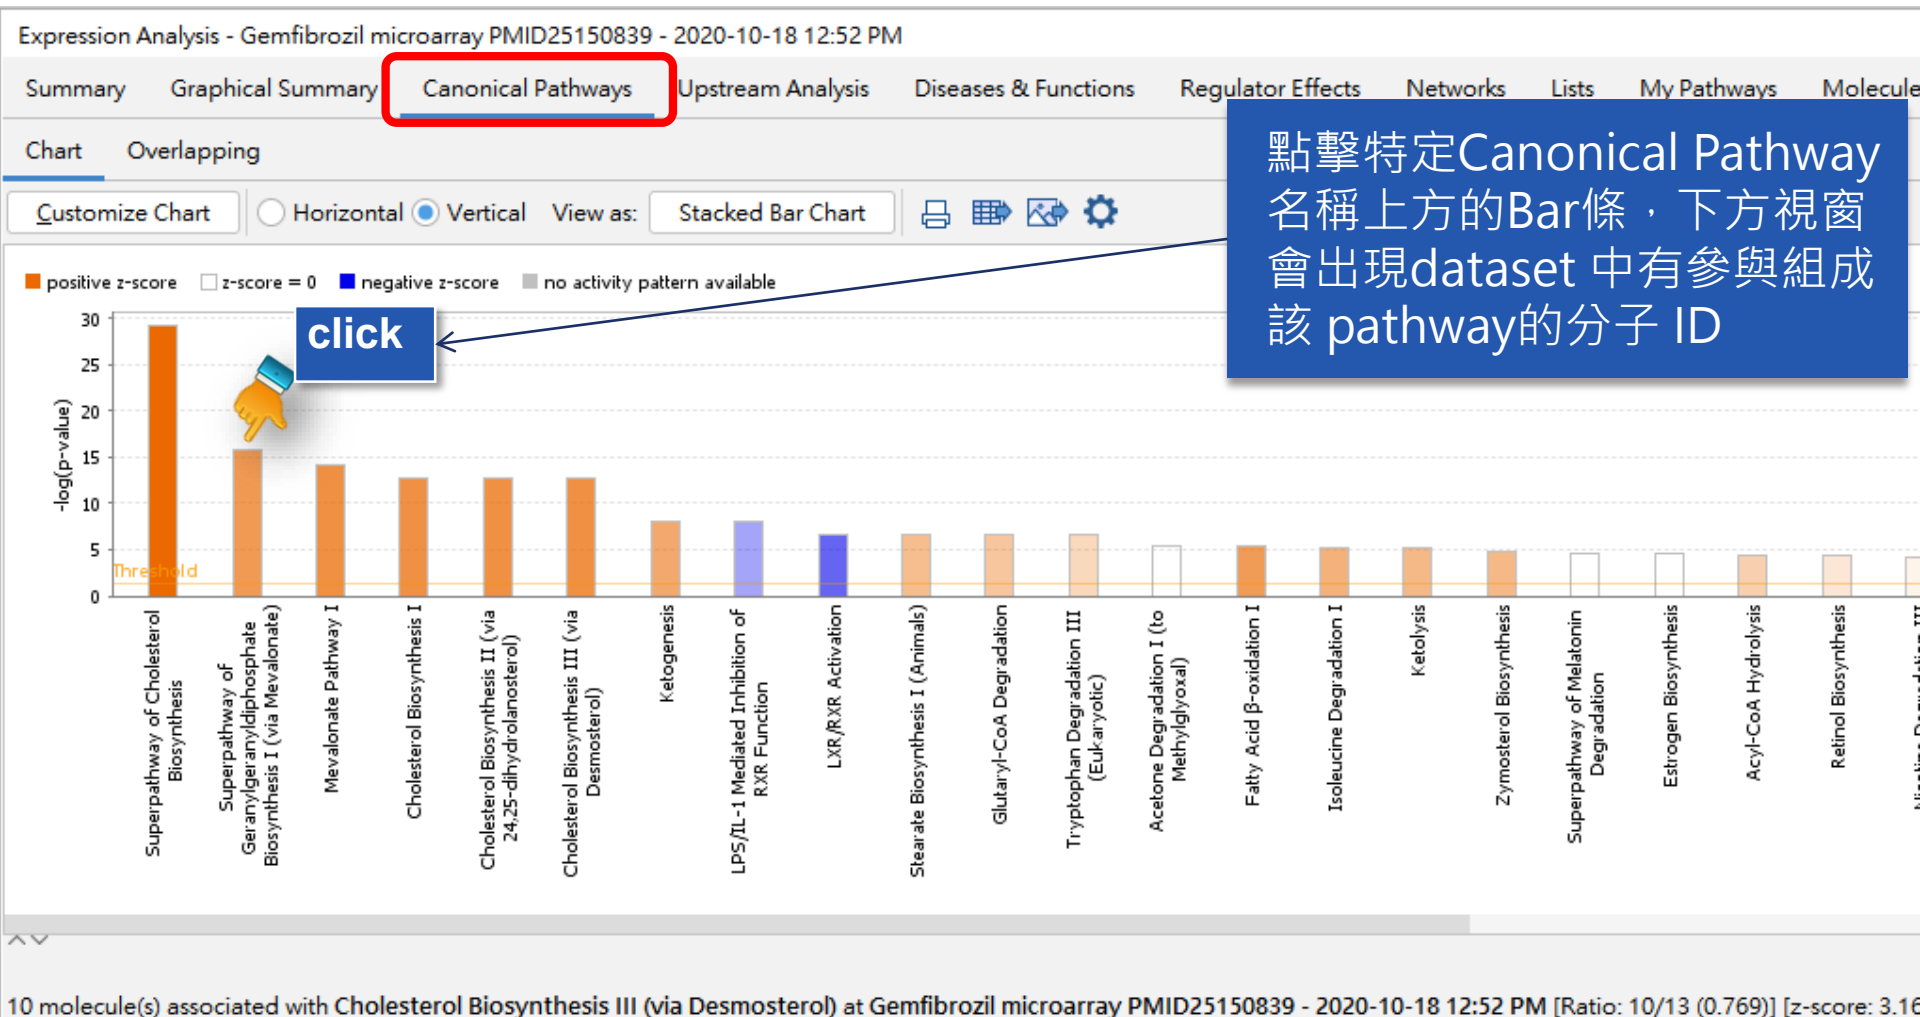 Expression Analysis - Gemfibrozil microarray PMID25150839 - 2020-10-18 12:52 PM
Summary Graphical Summary Canonical Pathways Upstream Analysis Diseases & Functions Regulator Effects Networks Lists My Pathways Molecule
Chart Overlapping
點擊特定Canonical Pathway
名稱上方的Bar條，下方視窗
會出現dataset 中有參與組成
該 pathway的分子 ID
Customize Chart Horizontal Vertical View as: Stacked Bar Chart
positive z-score z-score = 0 negative z-score no activity pattern available
click
-log(p-value)
30
25
20
15
10
5
0
Threshold
Superpathway of Cholesterol
Biosynthesis
Superpathway of
Geranylgeranyldiphosphate
Biosynthesis I (via Mevalonate)
Mevalonate Pathway I
Cholesterol Biosynthesis I
Cholesterol Biosynthesis II (via
24,25-dihydrolanosterol)
Cholesterol Biosynthesis III (via
Desmosterol)
Ketogenesis
LPS/IL-1 Mediated Inhibition of
RXR Function
LXR/RXR Activation
Stearate Biosynthesis I (Animals)
Glutaryl-CoA Degradation
Tryptophan Degradation III
(Eukaryotic)
Acetone Degradation I (to
Methylglyoxal)
Fatty Acid β-oxidation I
Isoleucine Degradation I
Ketolysis
Zymosterol Biosynthesis
Superpathway of Melatonin
Degradation
Estrogen Biosynthesis
Acyl-CoA Hydrolysis
Retinol Biosynthesis
10 molecule(s) associated with Cholesterol Biosynthesis III (via Desmosterol) at Gemfibrozil microarray PMID25150839 - 2020-10-18 12:52 PM [Ratio: 10/13 (0.769)] [z-score: 3.16